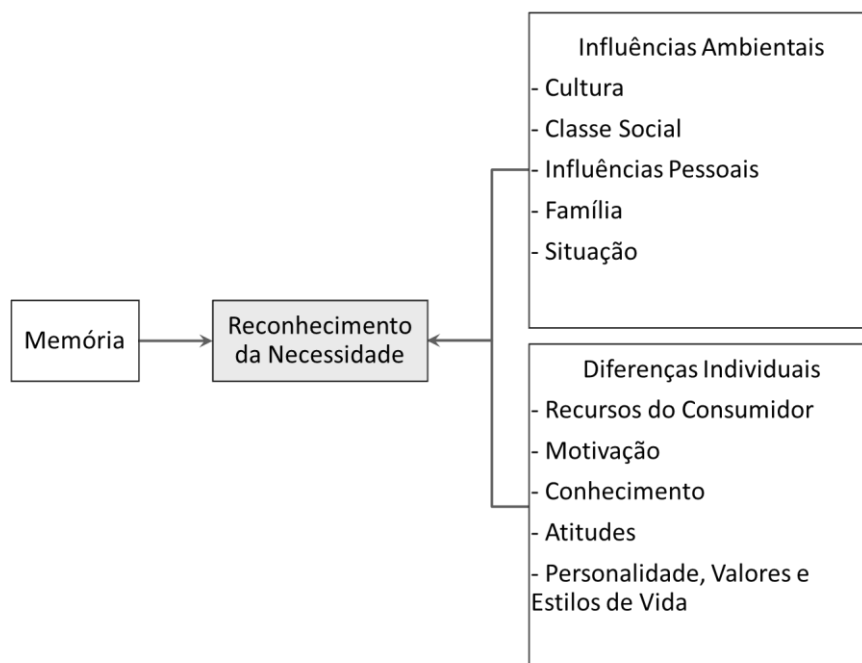 Influências Ambientais
- Cultura
- Classe Social
- Influências Pessoais
- Família
- Situação
Memória
Reconhecimento
da Necessidade
Diferenças Individuais
- Recursos do Consumidor
- Motivação
- Conhecimento
- Atitudes
- Personalidade, Valores e
Estilos de Vida